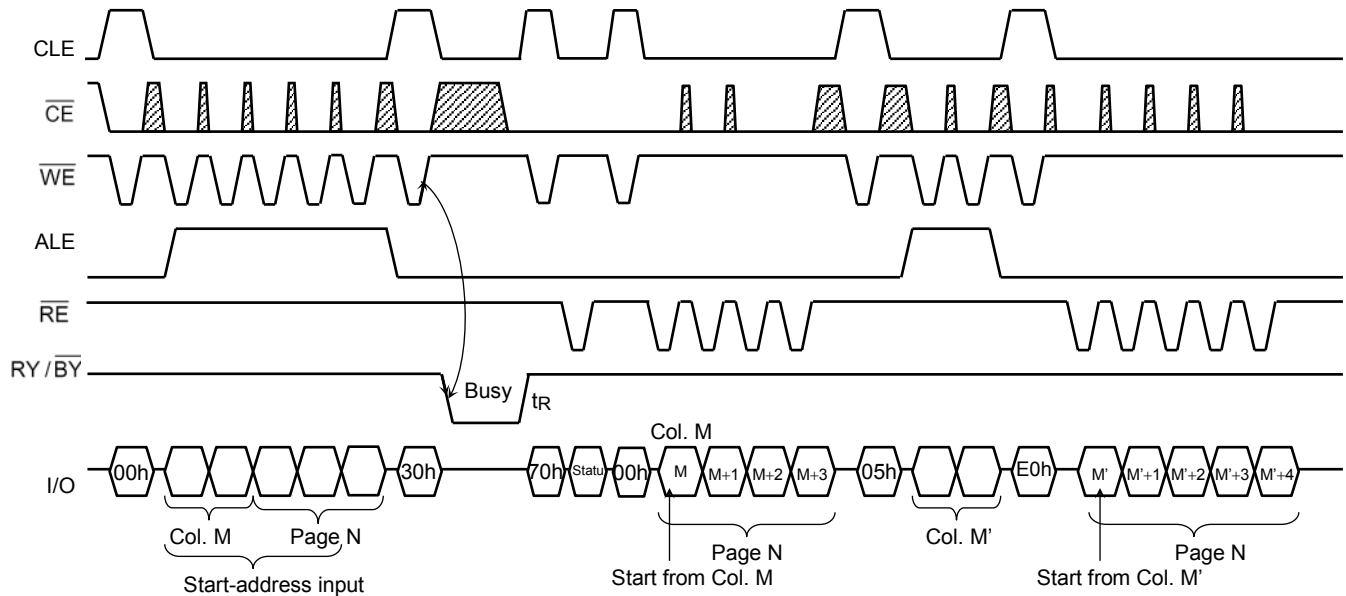 CLE
CE
WE
ALE
RE
RY / BY
Busy
tR
Col. M
I/O
00h
30h
70h
Statu
00h
M
M+1
M+2
M+3
05h
E0h
M'
M'+1
M'+2
M'+3
M'+4
Col. M
Page N
Col. M'
Page N
Page N
Start-address input
Start from Col. M
Start from Col. M'